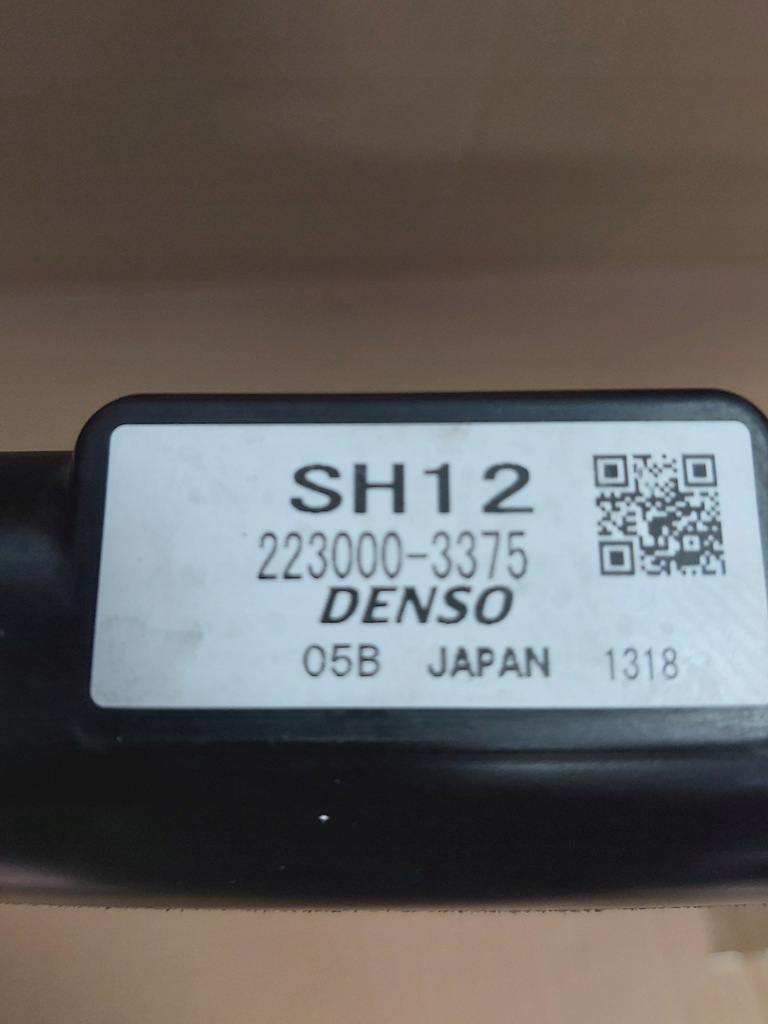 SH12
223000-3375
DENSO
05B JAPAN 1318